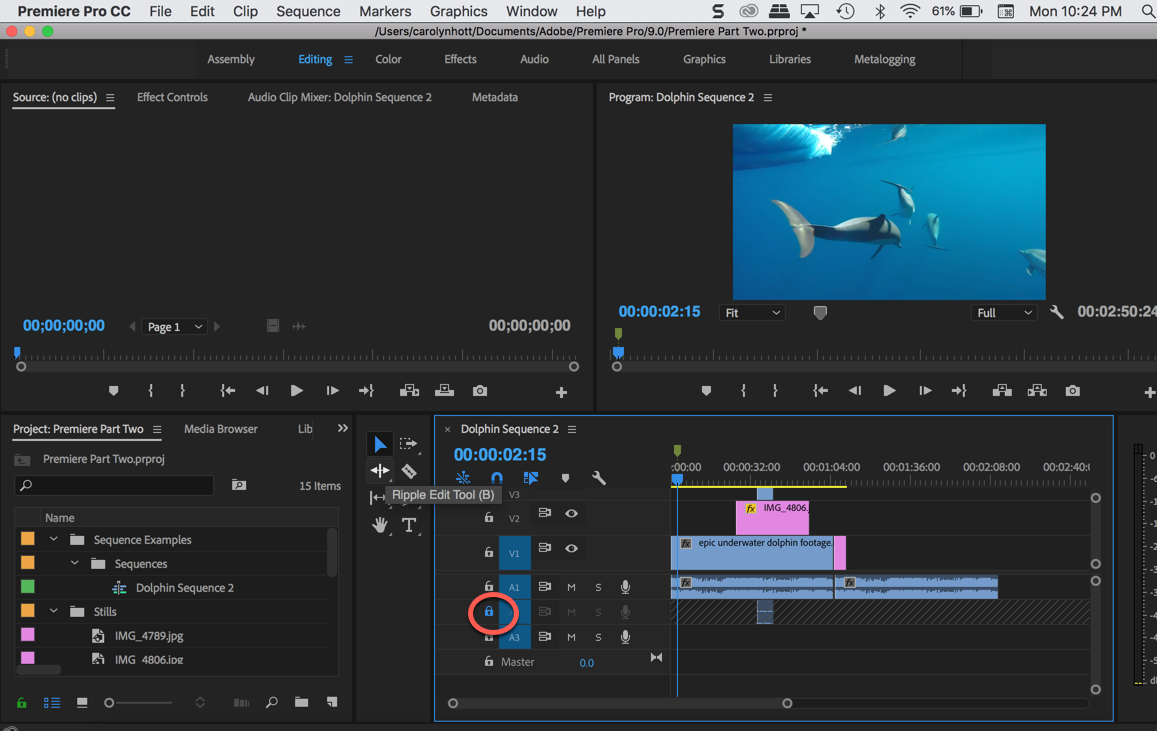 Premiere Pro CC File Edit Clip Sequence Markers Graphics Window Help 61% Mon 10:24 PM
/Users/carolynhott/Documents/Adobe/Premiere Pro/9.0/Premiere Part Two.prproj *
Assembly Editing Color Effects Audio All Panels Graphics Libraries Metalogging
Source: (no clips) Effect Controls Audio Clip Mixer: Dolphin Sequence 2 Metadata
Program: Dolphin Sequence 2
00;00;00;00 Page 1 00;00;00;00
00:00:02:15 Fit Full 00:02:50:24
Project: Premiere Part Two Media Browser Lib
Premiere Part Two.prproj
15 Items
Name
Sequence Examples
Sequences
Dolphin Sequence 2
Stills
IMG_4789.jpg
IMG_4806.jpg
Ripple Edit Tool (B)
× Dolphin Sequence 2
00:00:02:15
:00:00 00:00:32:00 00:01:04:00 00:01:36:00 00:02:08:00 00:02:40:
V3
V2 fx IMG_4806.
V1 fx epic underwater dolphin footage.
A1 M S fx fx
M S
A3 M S
Master 0.0
0